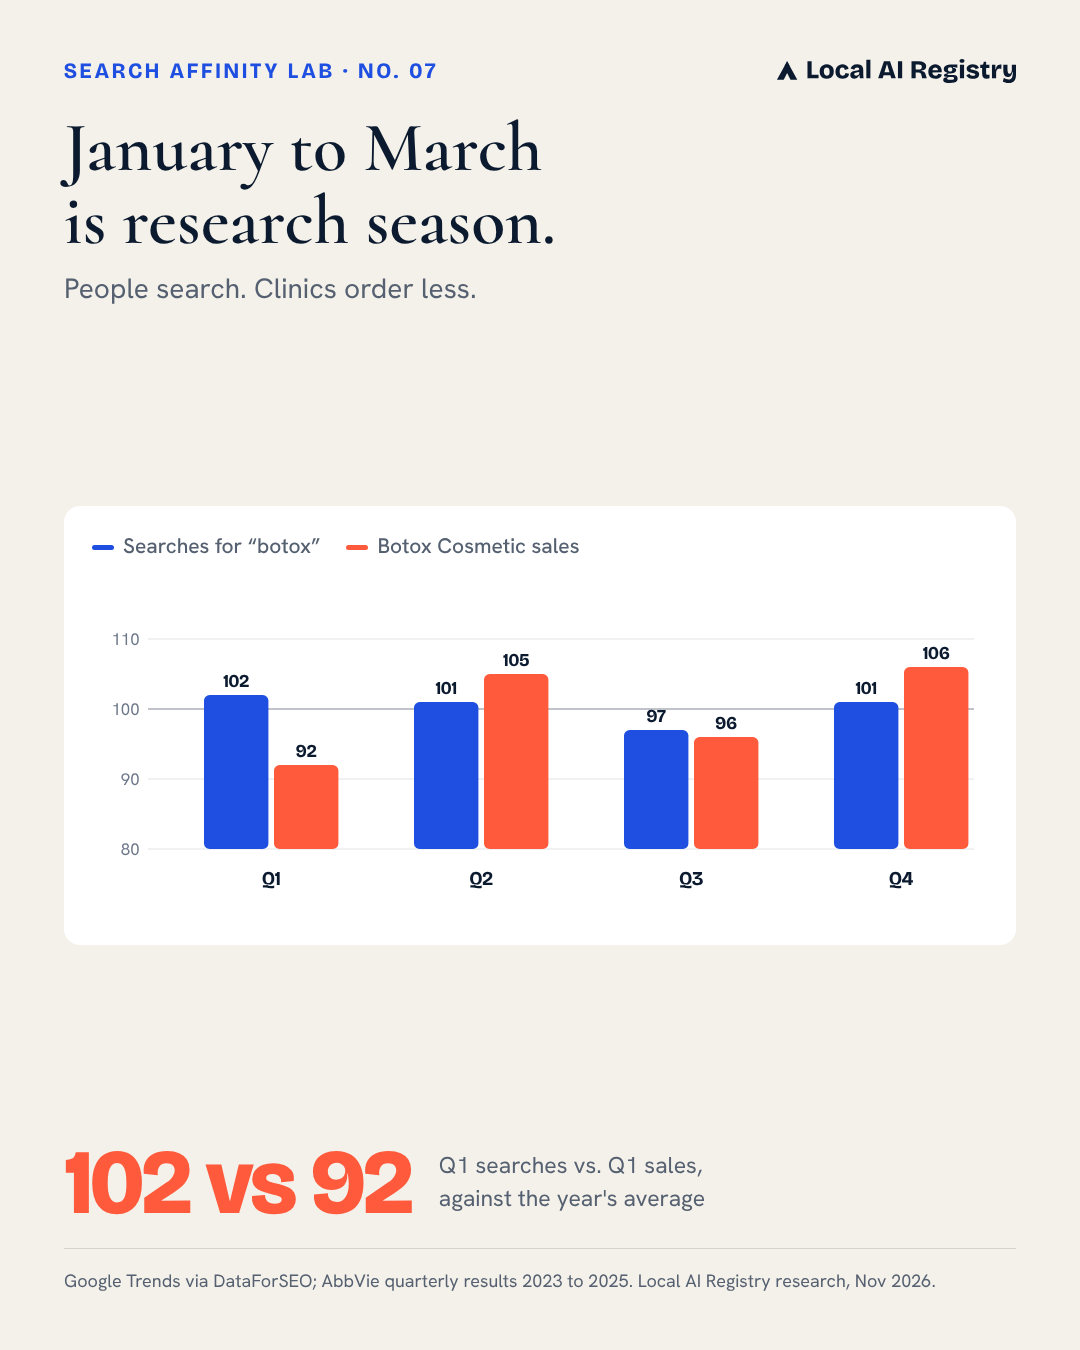 SEARCH AFFINITY LAB · NO. 07
Local AI Registry
January to March
is research season.
People search. Clinics order less.
Searches for “botox”
Botox Cosmetic sales
110
100
90
80
102
92
101
105
97
96
101
106
Q1
Q2
Q3
Q4
102 vs 92
Q1 searches vs. Q1 sales,
against the year's average
Google Trends via DataForSEO; AbbVie quarterly results 2023 to 2025. Local AI Registry research, Nov 2026.